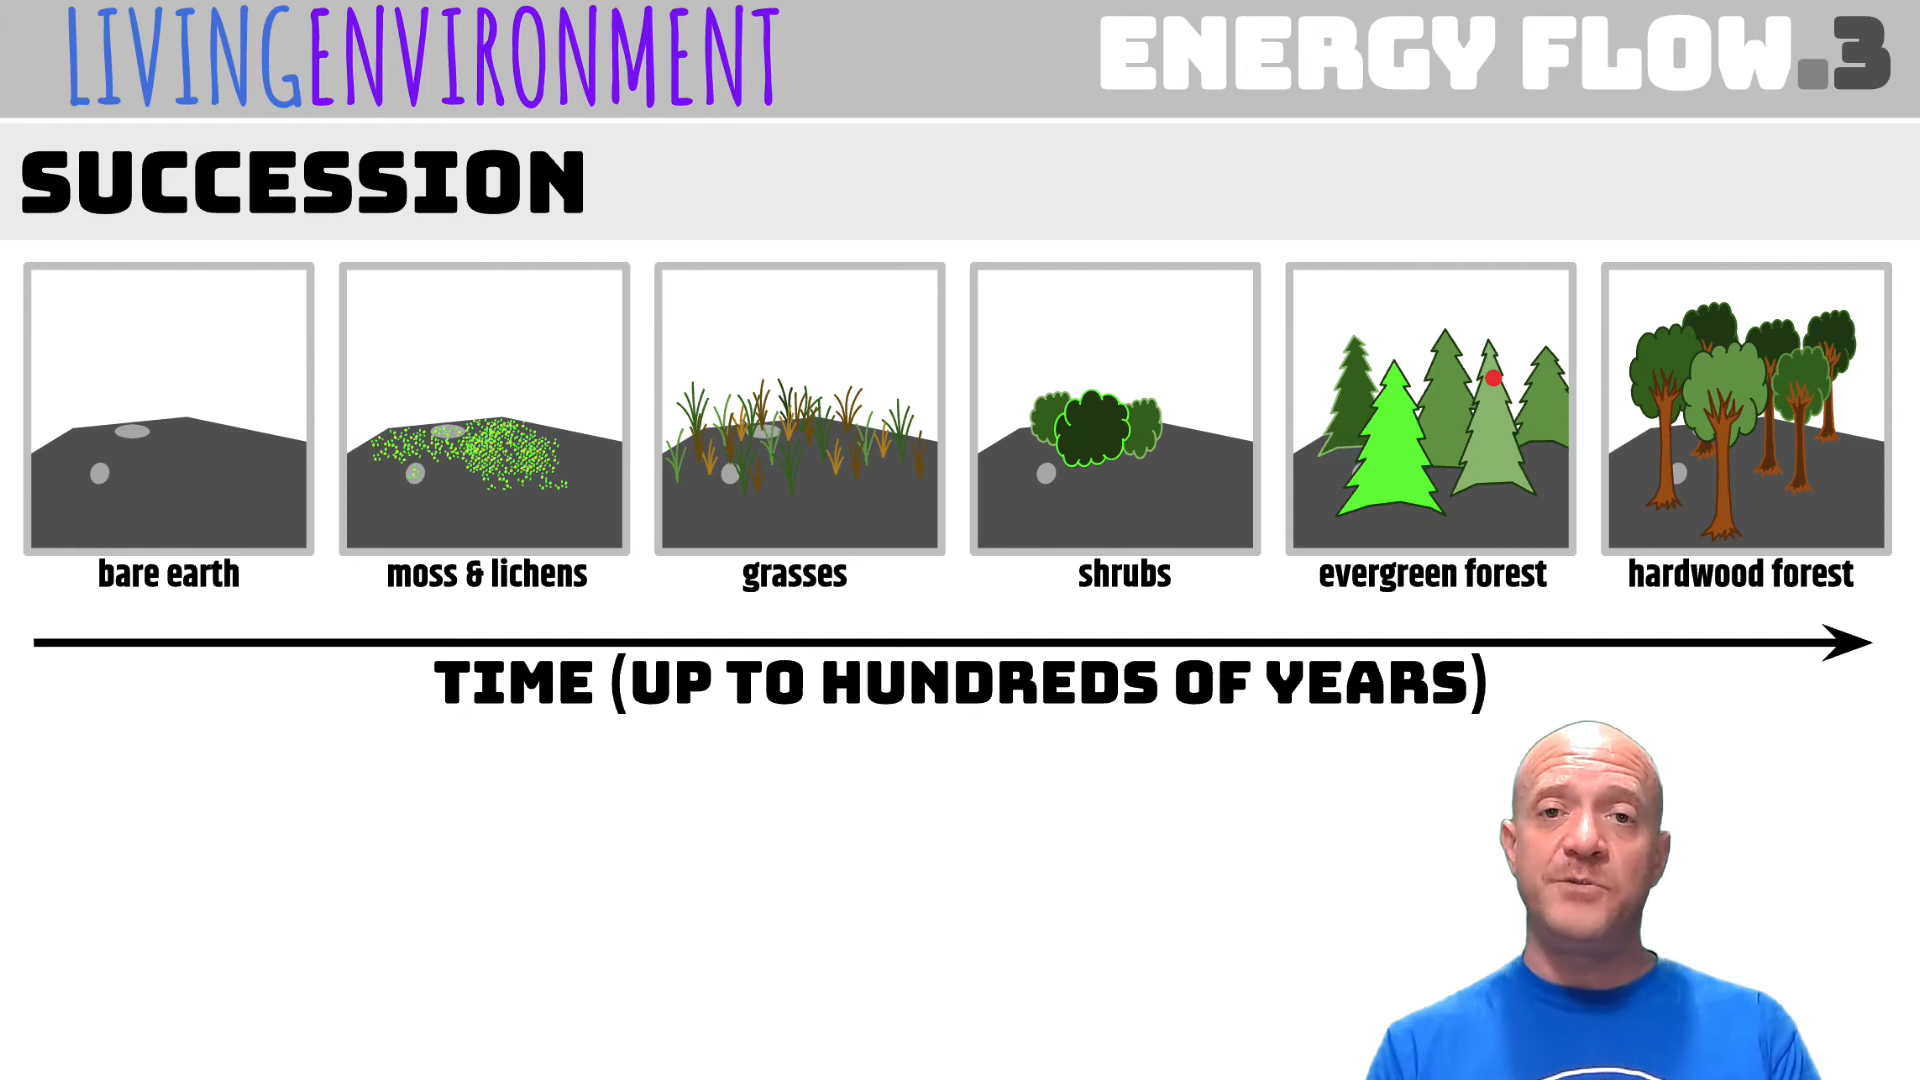 LIVINGENVIRONMENT
ENERGY FLOW.3
SUCCESSION
bare earth
moss & lichens
grasses
shrubs
evergreen forest
hardwood forest
TIME (UP TO HUNDREDS OF YEARS)